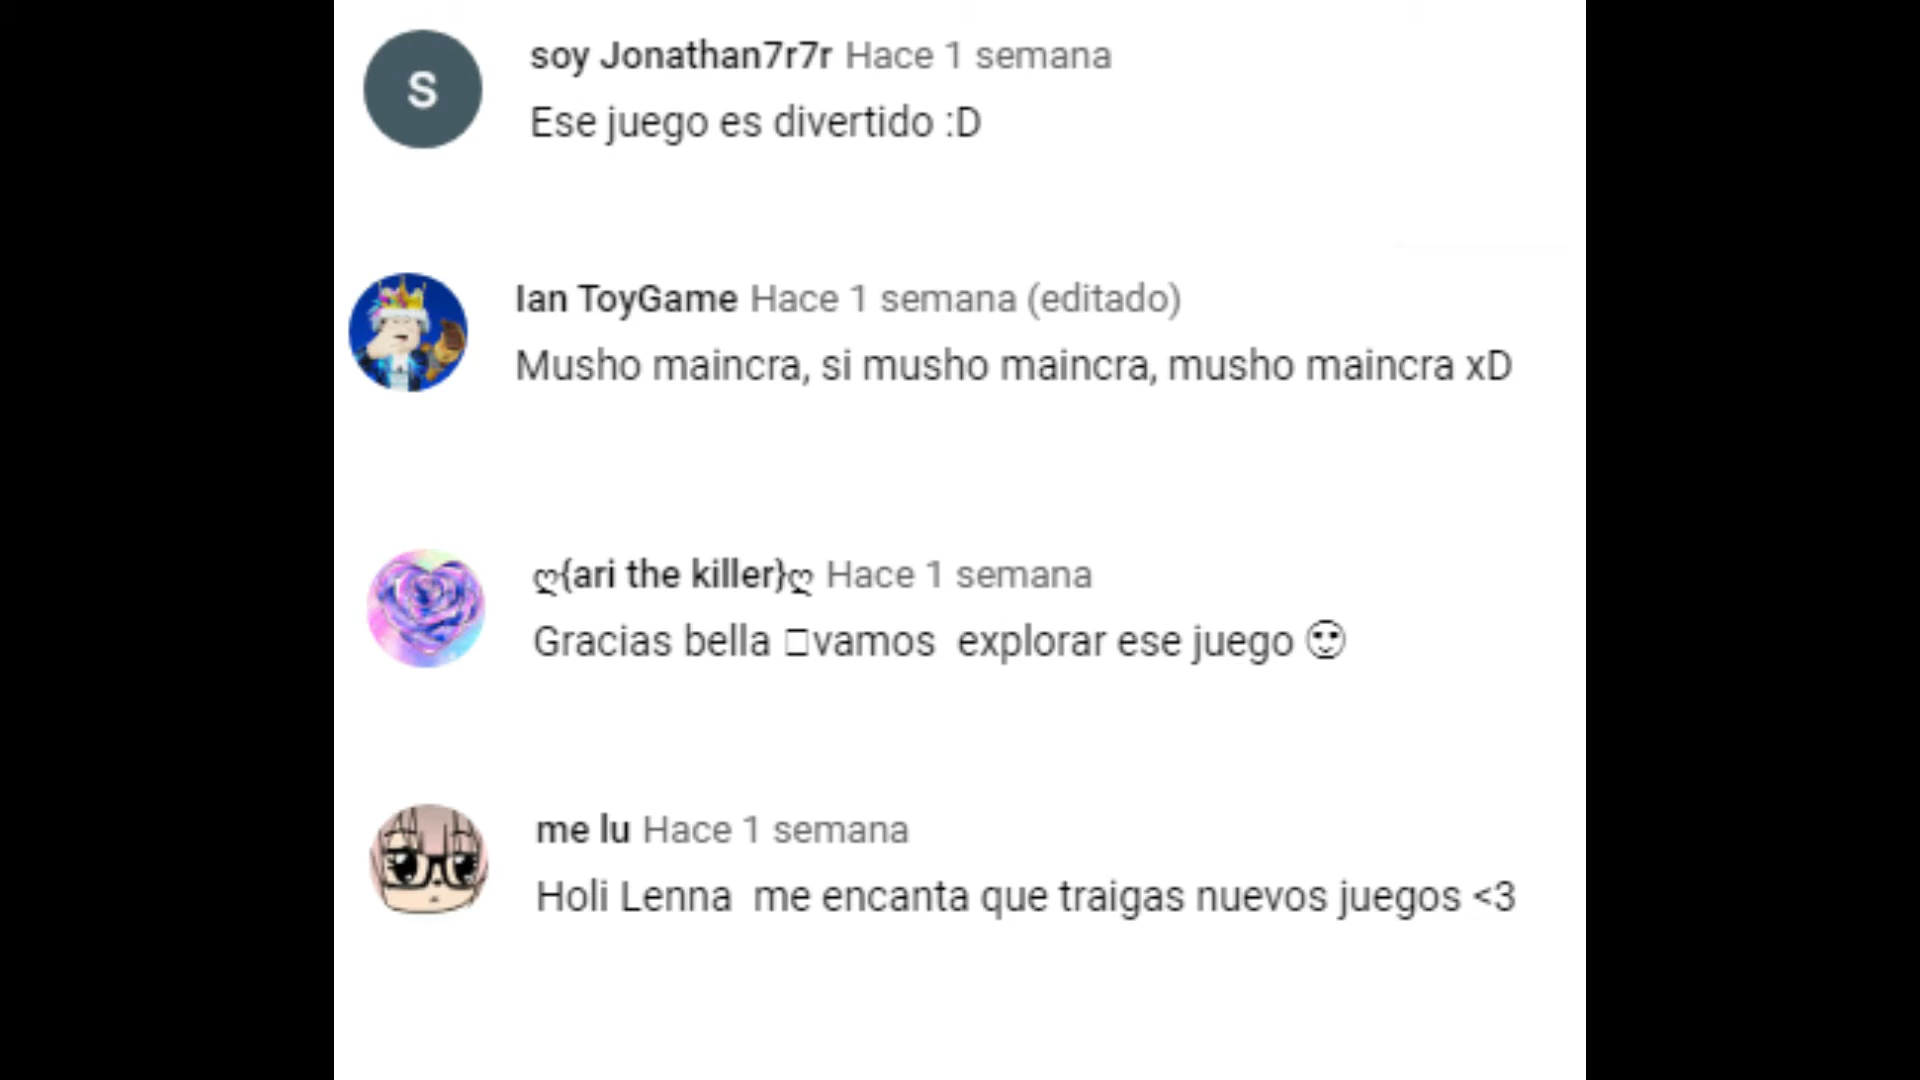 S
soy Jonathan7r7r Hace 1 semana
Ese juego es divertido :D
Ian ToyGame Hace 1 semana (editado)
Musho maincra, si musho maincra, musho maincra xD
ღ{ari the killer}ღ Hace 1 semana
Gracias bella □vamos  explorar ese juego 🙂
me lu Hace 1 semana
Holi Lenna  me encanta que traigas nuevos juegos <3